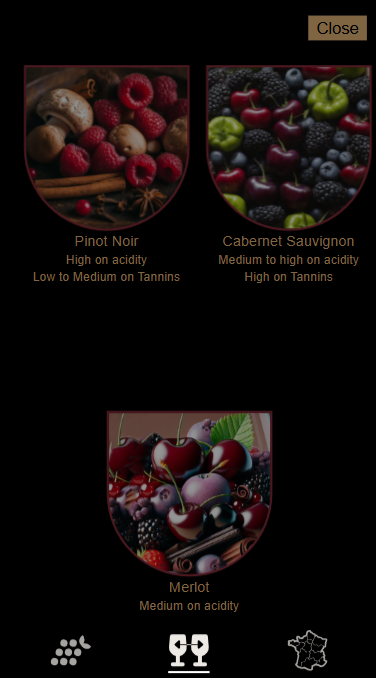 Close
Pinot Noir
High on acidity
Low to Medium on Tannins
Cabernet Sauvignon
Medium to high on acidity
High on Tannins
Merlot
Medium on acidity